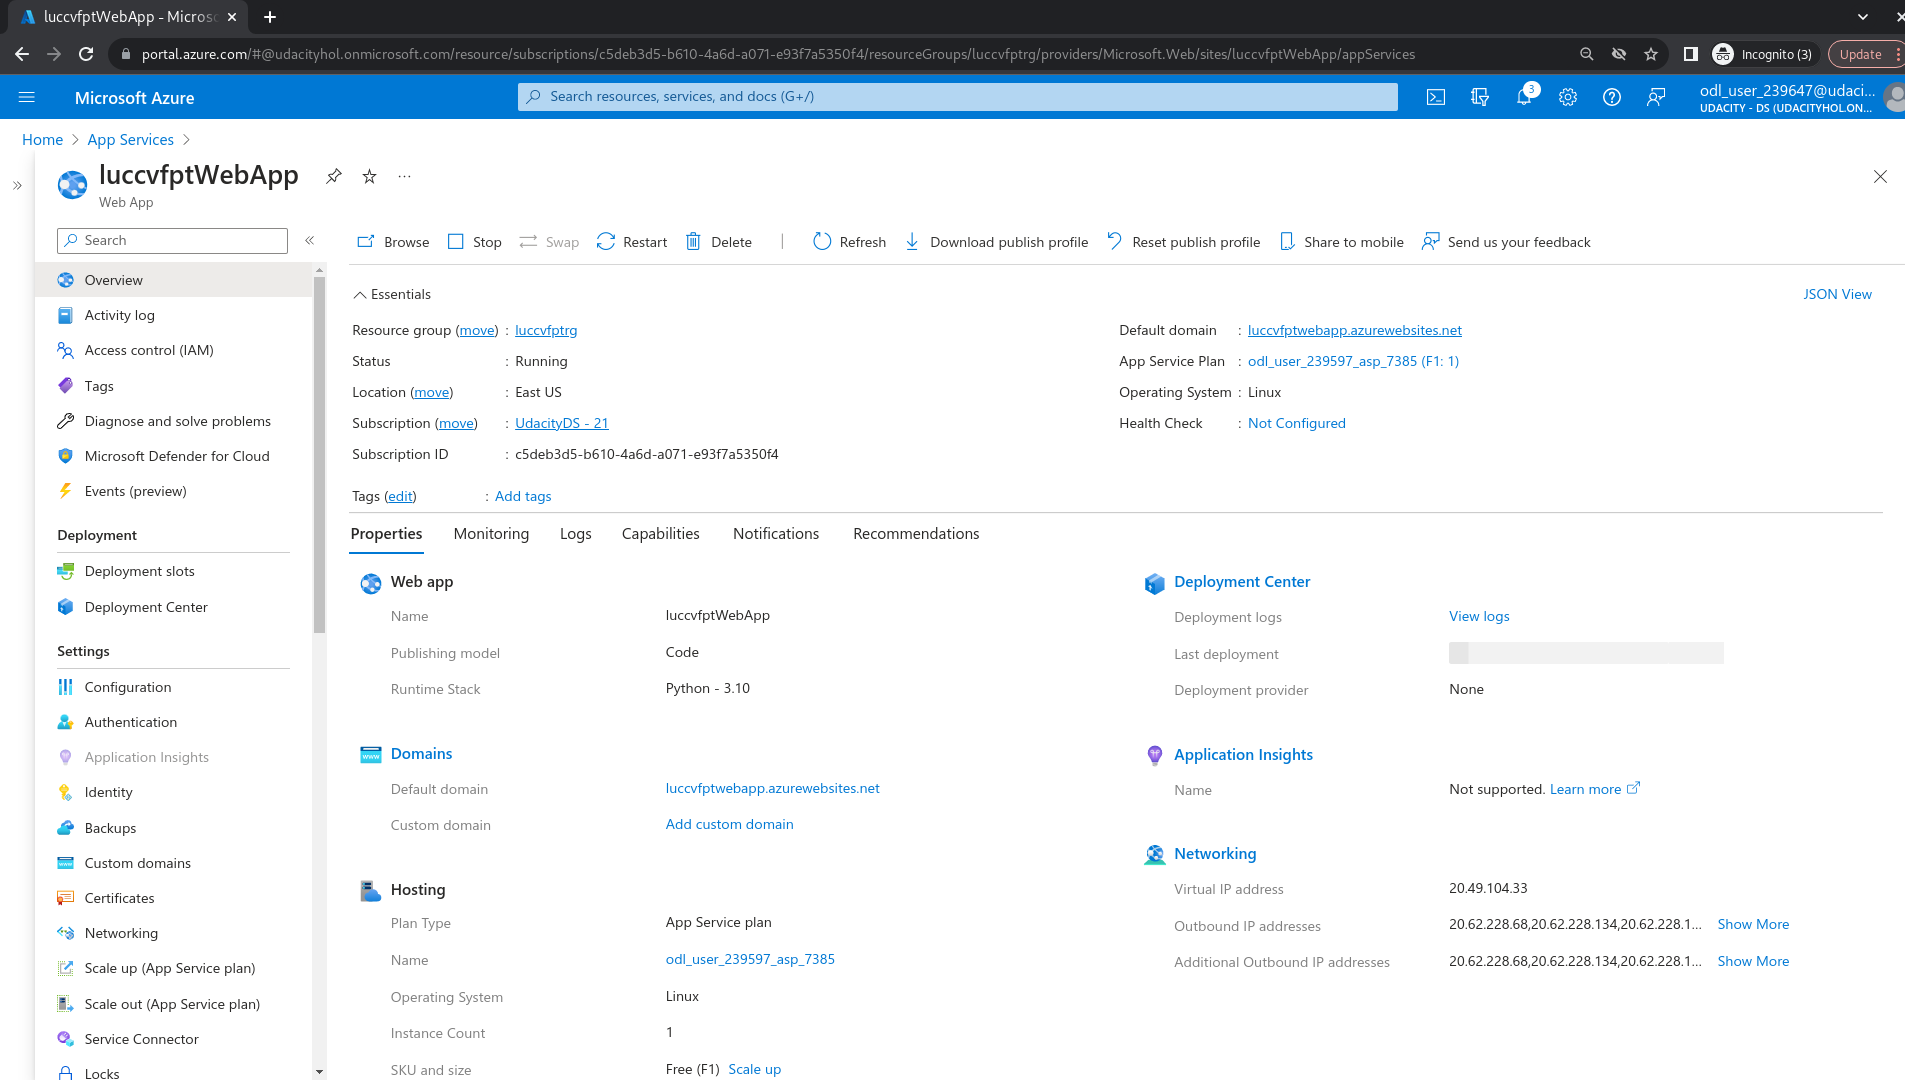 luccvfptWebApp - Micros
portal.azure.com/#@udacityhol.onmicrosoft.com/resource/subscriptions/c5deb3d5-b610-4a6d-a071-e93f7a5350f4/resourceGroups/luccvfptrg/providers/Microsoft.Web/sites/luccvfptWebApp/appServices
Incognito (3)
Update
Microsoft Azure
Search resources, services, and docs (G+/)
3
odl_user_239647@udaci...
UDACITY - DS (UDACITYHOL.ON...
Home > App Services >
luccvfptWebApp
Web App
Search
Overview
Activity log
Access control (IAM)
Tags
Diagnose and solve problems
Microsoft Defender for Cloud
Events (preview)
Deployment
Deployment slots
Deployment Center
Settings
Configuration
Authentication
Application Insights
Identity
Backups
Custom domains
Certificates
Networking
Scale up (App Service plan)
Scale out (App Service plan)
Service Connector
Locks
Browse Stop Swap Restart Delete | Refresh Download publish profile Reset publish profile Share to mobile Send us your feedback
Essentials
JSON View
Resource group (move) : luccvfptrg
Status : Running
Location (move) : East US
Subscription (move) : UdacityDS - 21
Subscription ID : c5deb3d5-b610-4a6d-a071-e93f7a5350f4
Default domain : luccvfptwebapp.azurewebsites.net
App Service Plan : odl_user_239597_asp_7385 (F1: 1)
Operating System : Linux
Health Check : Not Configured
Tags (edit) : Add tags
Properties Monitoring Logs Capabilities Notifications Recommendations
Web app
Name luccvfptWebApp
Publishing model Code
Runtime Stack Python - 3.10
Domains
Default domain luccvfptwebapp.azurewebsites.net
Custom domain Add custom domain
Hosting
Plan Type App Service plan
Name odl_user_239597_asp_7385
Operating System Linux
Instance Count 1
SKU and size Free (F1) Scale up
Deployment Center
Deployment logs View logs
Last deployment
Deployment provider None
Application Insights
Name Not supported. Learn more
Networking
Virtual IP address 20.49.104.33
Outbound IP addresses 20.62.228.68,20.62.228.134,20.62.228.1... Show More
Additional Outbound IP addresses 20.62.228.68,20.62.228.134,20.62.228.1... Show More